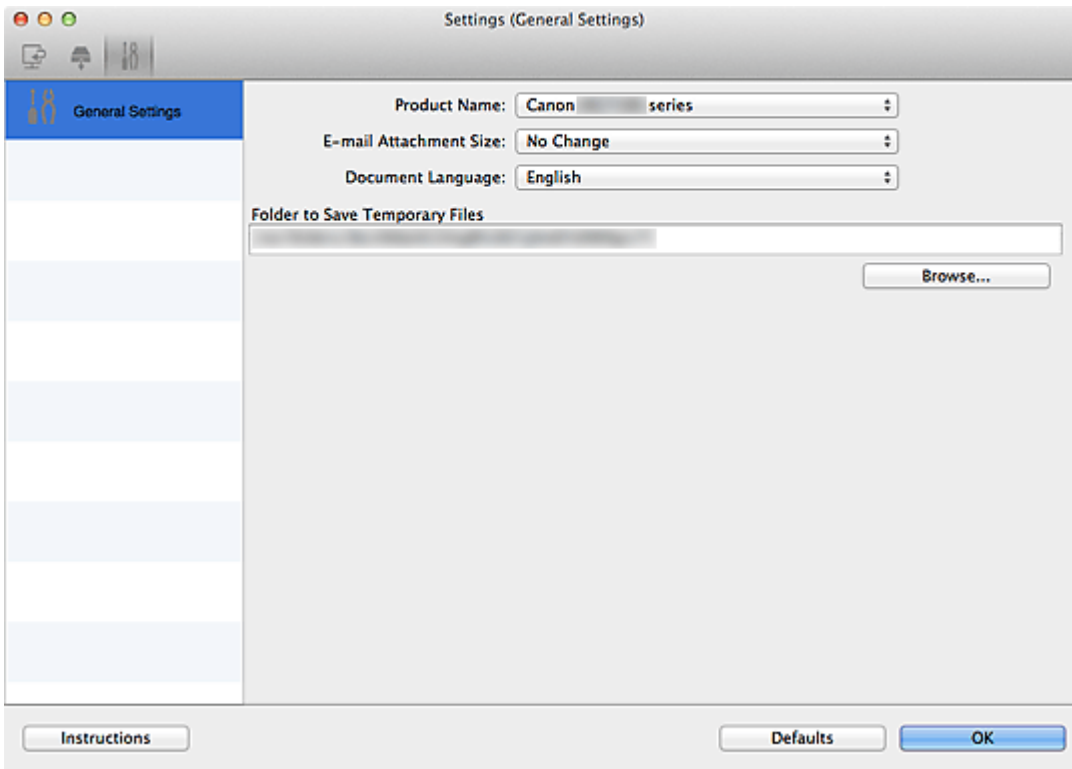 Settings (General Settings)
General Settings
Product Name: Canon series
E-mail Attachment Size: No Change
Document Language: English
Folder to Save Temporary Files
Browse...
Instructions
Defaults
OK